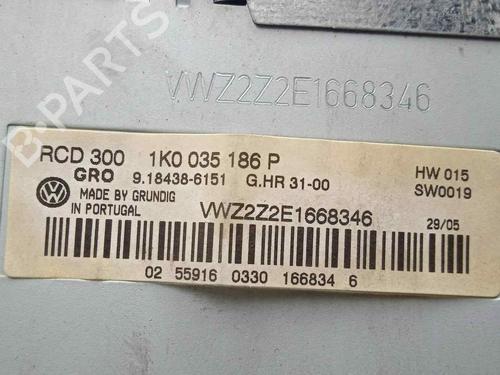 VWZ2Z2E1668346
B-PARTS
RCD 300 1K0 035 186 P
GRO 9.18438-6151 G.HR 31-00
HW 015
SW0019
MADE BY GRUNDIG
IN PORTUGAL
VWZ2Z2E1668346
29/05
02 55916 0330 166834 6